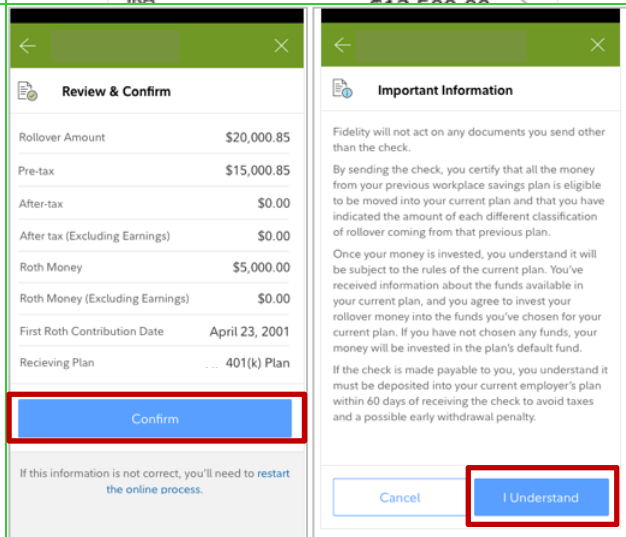 IRA
Review & Confirm
Rollover Amount $20,000.85
Pre-tax $15,000.85
After-tax $0.00
After tax (Excluding Earnings) $0.00
Roth Money $5,000.00
Roth Money (Excluding Earnings) $0.00
First Roth Contribution Date April 23, 2001
Recieving Plan 401(k) Plan
Confirm
If this information is not correct, you'll need to restart
the online process.
Important Information
Fidelity will not act on any documents you send other
than the check.
By sending the check, you certify that all the money
from your previous workplace savings plan is eligible
to be moved into your current plan and that you have
indicated the amount of each different classification
of rollover coming from that previous plan.
Once your money is invested, you understand it will
be subject to the rules of the current plan. You've
received information about the funds available in
your current plan, and you agree to invest your
rollover money into the funds you've chosen for your
current plan. If you have not chosen any funds, your
money will be invested in the plan's default fund.
If the check is made payable to you, you understand it
must be deposited into your current employer's plan
within 60 days of receiving the check to avoid taxes
and a possible early withdrawal penalty.
Cancel I Understand